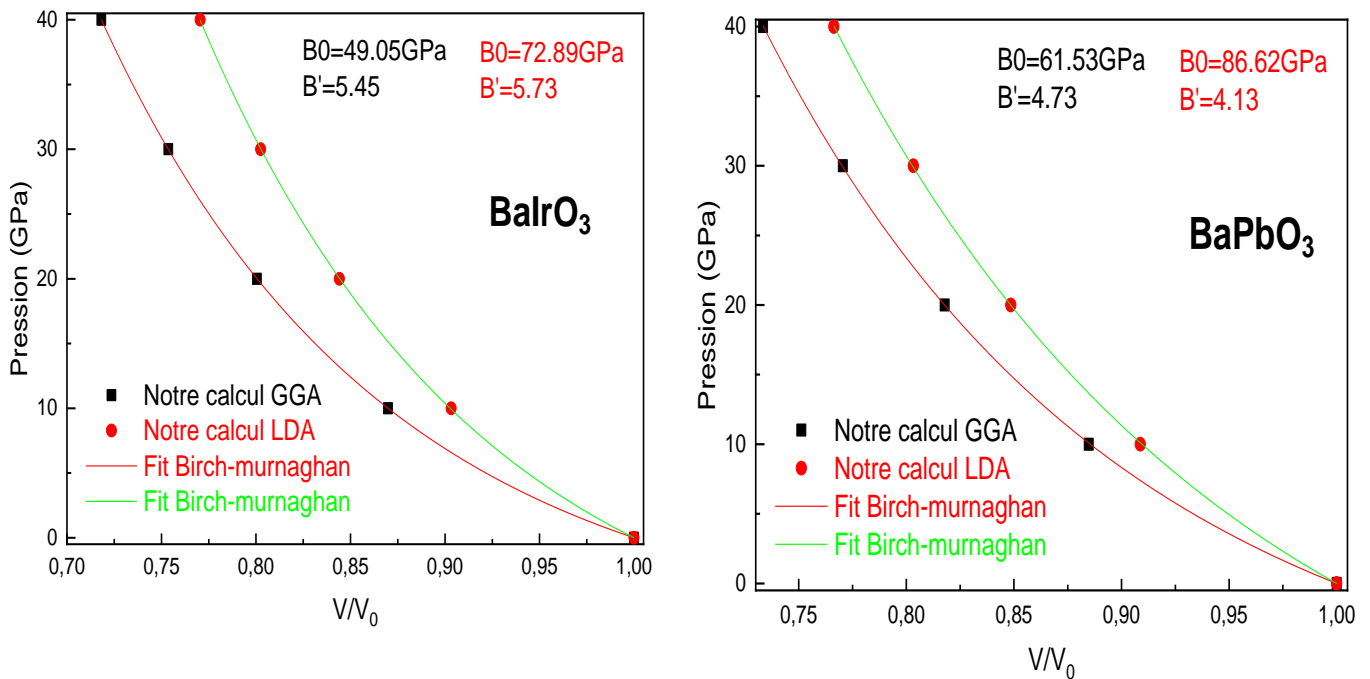 40
30
20
10
0
Pression (GPa)
B0=49.05GPa
B'=5.45
B0=72.89GPa
B'=5.73
BaIrO₃
Notre calcul GGA
Notre calcul LDA
Fit Birch-murnaghan
Fit Birch-murnaghan
0,70 0,75 0,80 0,85 0,90 0,95 1,00
V/V₀
40
30
20
10
0
Pression (GPa)
B0=61.53GPa
B'=4.73
B0=86.62GPa
B'=4.13
BaPbO₃
Notre calcul GGA
Notre calcul LDA
Fit Birch-murnaghan
Fit Birch-murnaghan
0,75 0,80 0,85 0,90 1,00
V/V₀